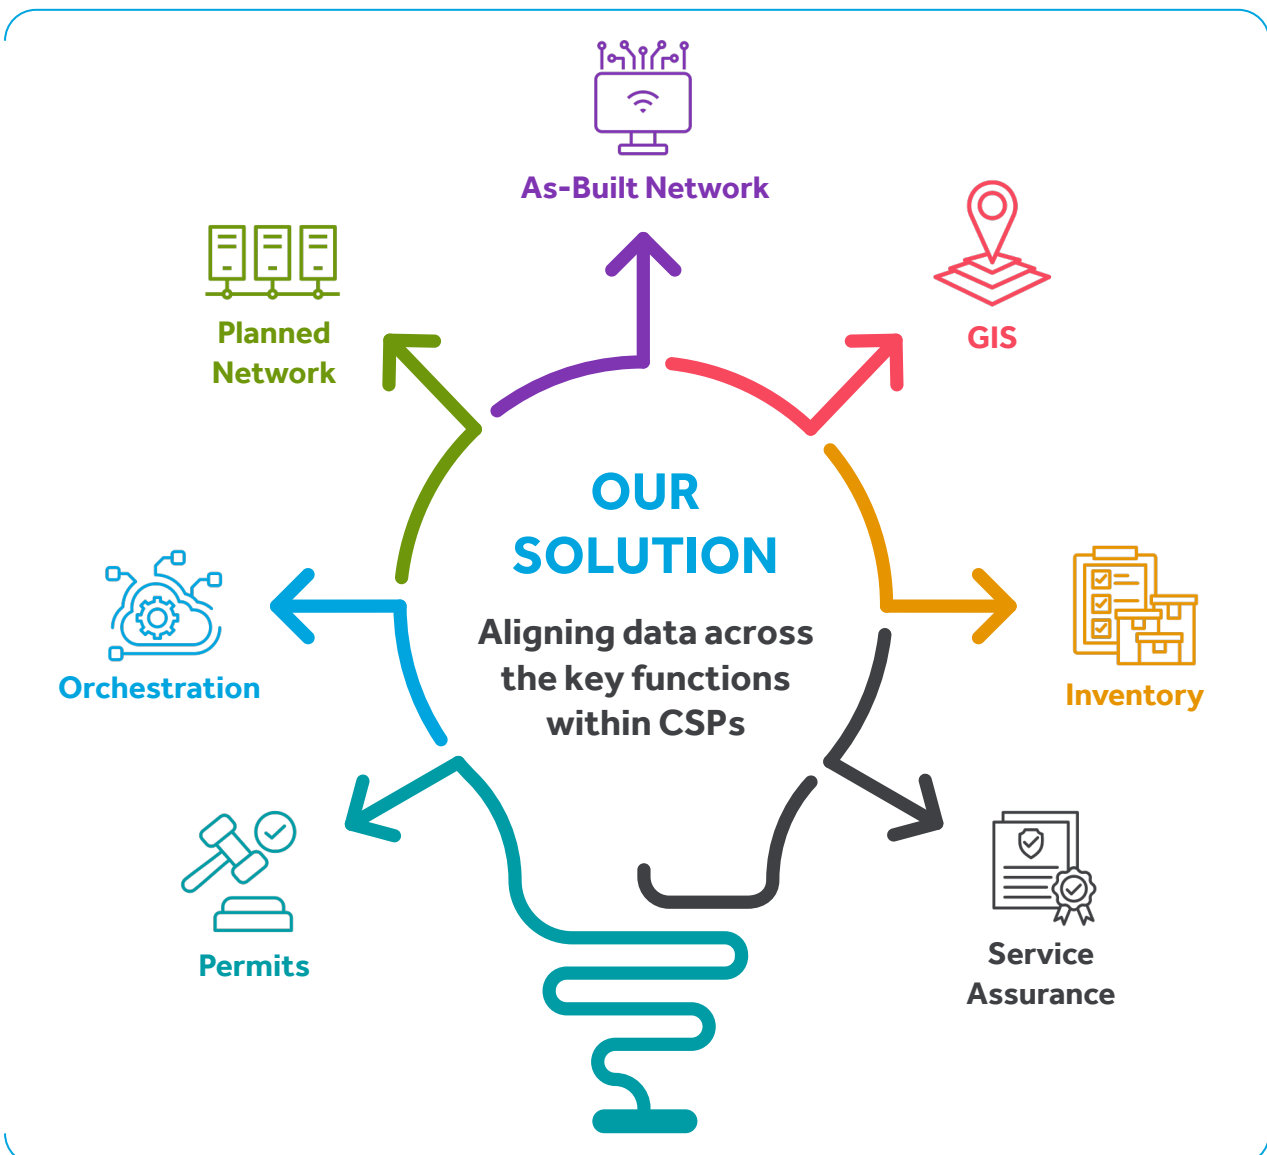 As-Built Network
GIS
Planned
Network
OUR
SOLUTION
Aligning data across
the key functions
within CSPs
Orchestration
Inventory
Permits
Service
Assurance